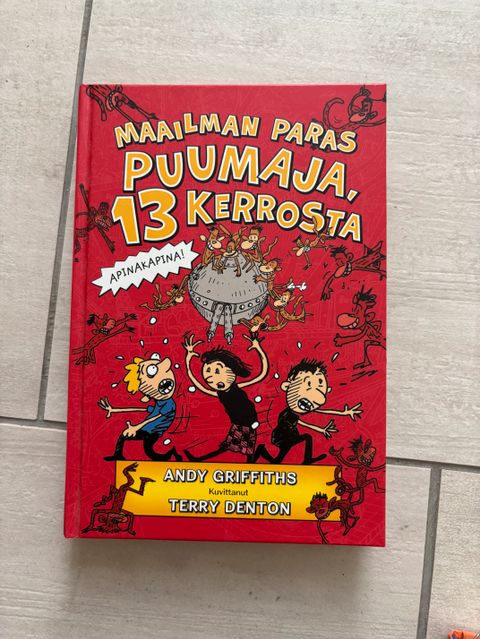 MAAILMAN PARAS
PUUMAJA,
13 KERROSTA
APINAKAPINA!
ANDY GRIFFITHS
Kuvittanut
TERRY DENTON